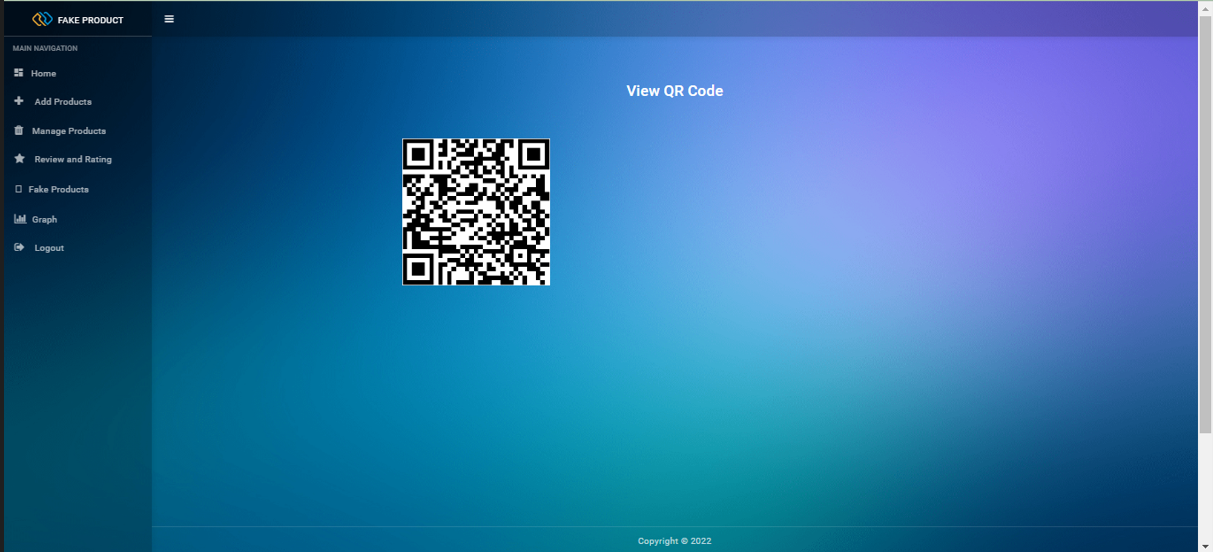 FAKE PRODUCT
MAIN NAVIGATION
Home
Add Products
Manage Products
Review and Rating
Fake Products
Graph
Logout
View QR Code
Copyright © 2022